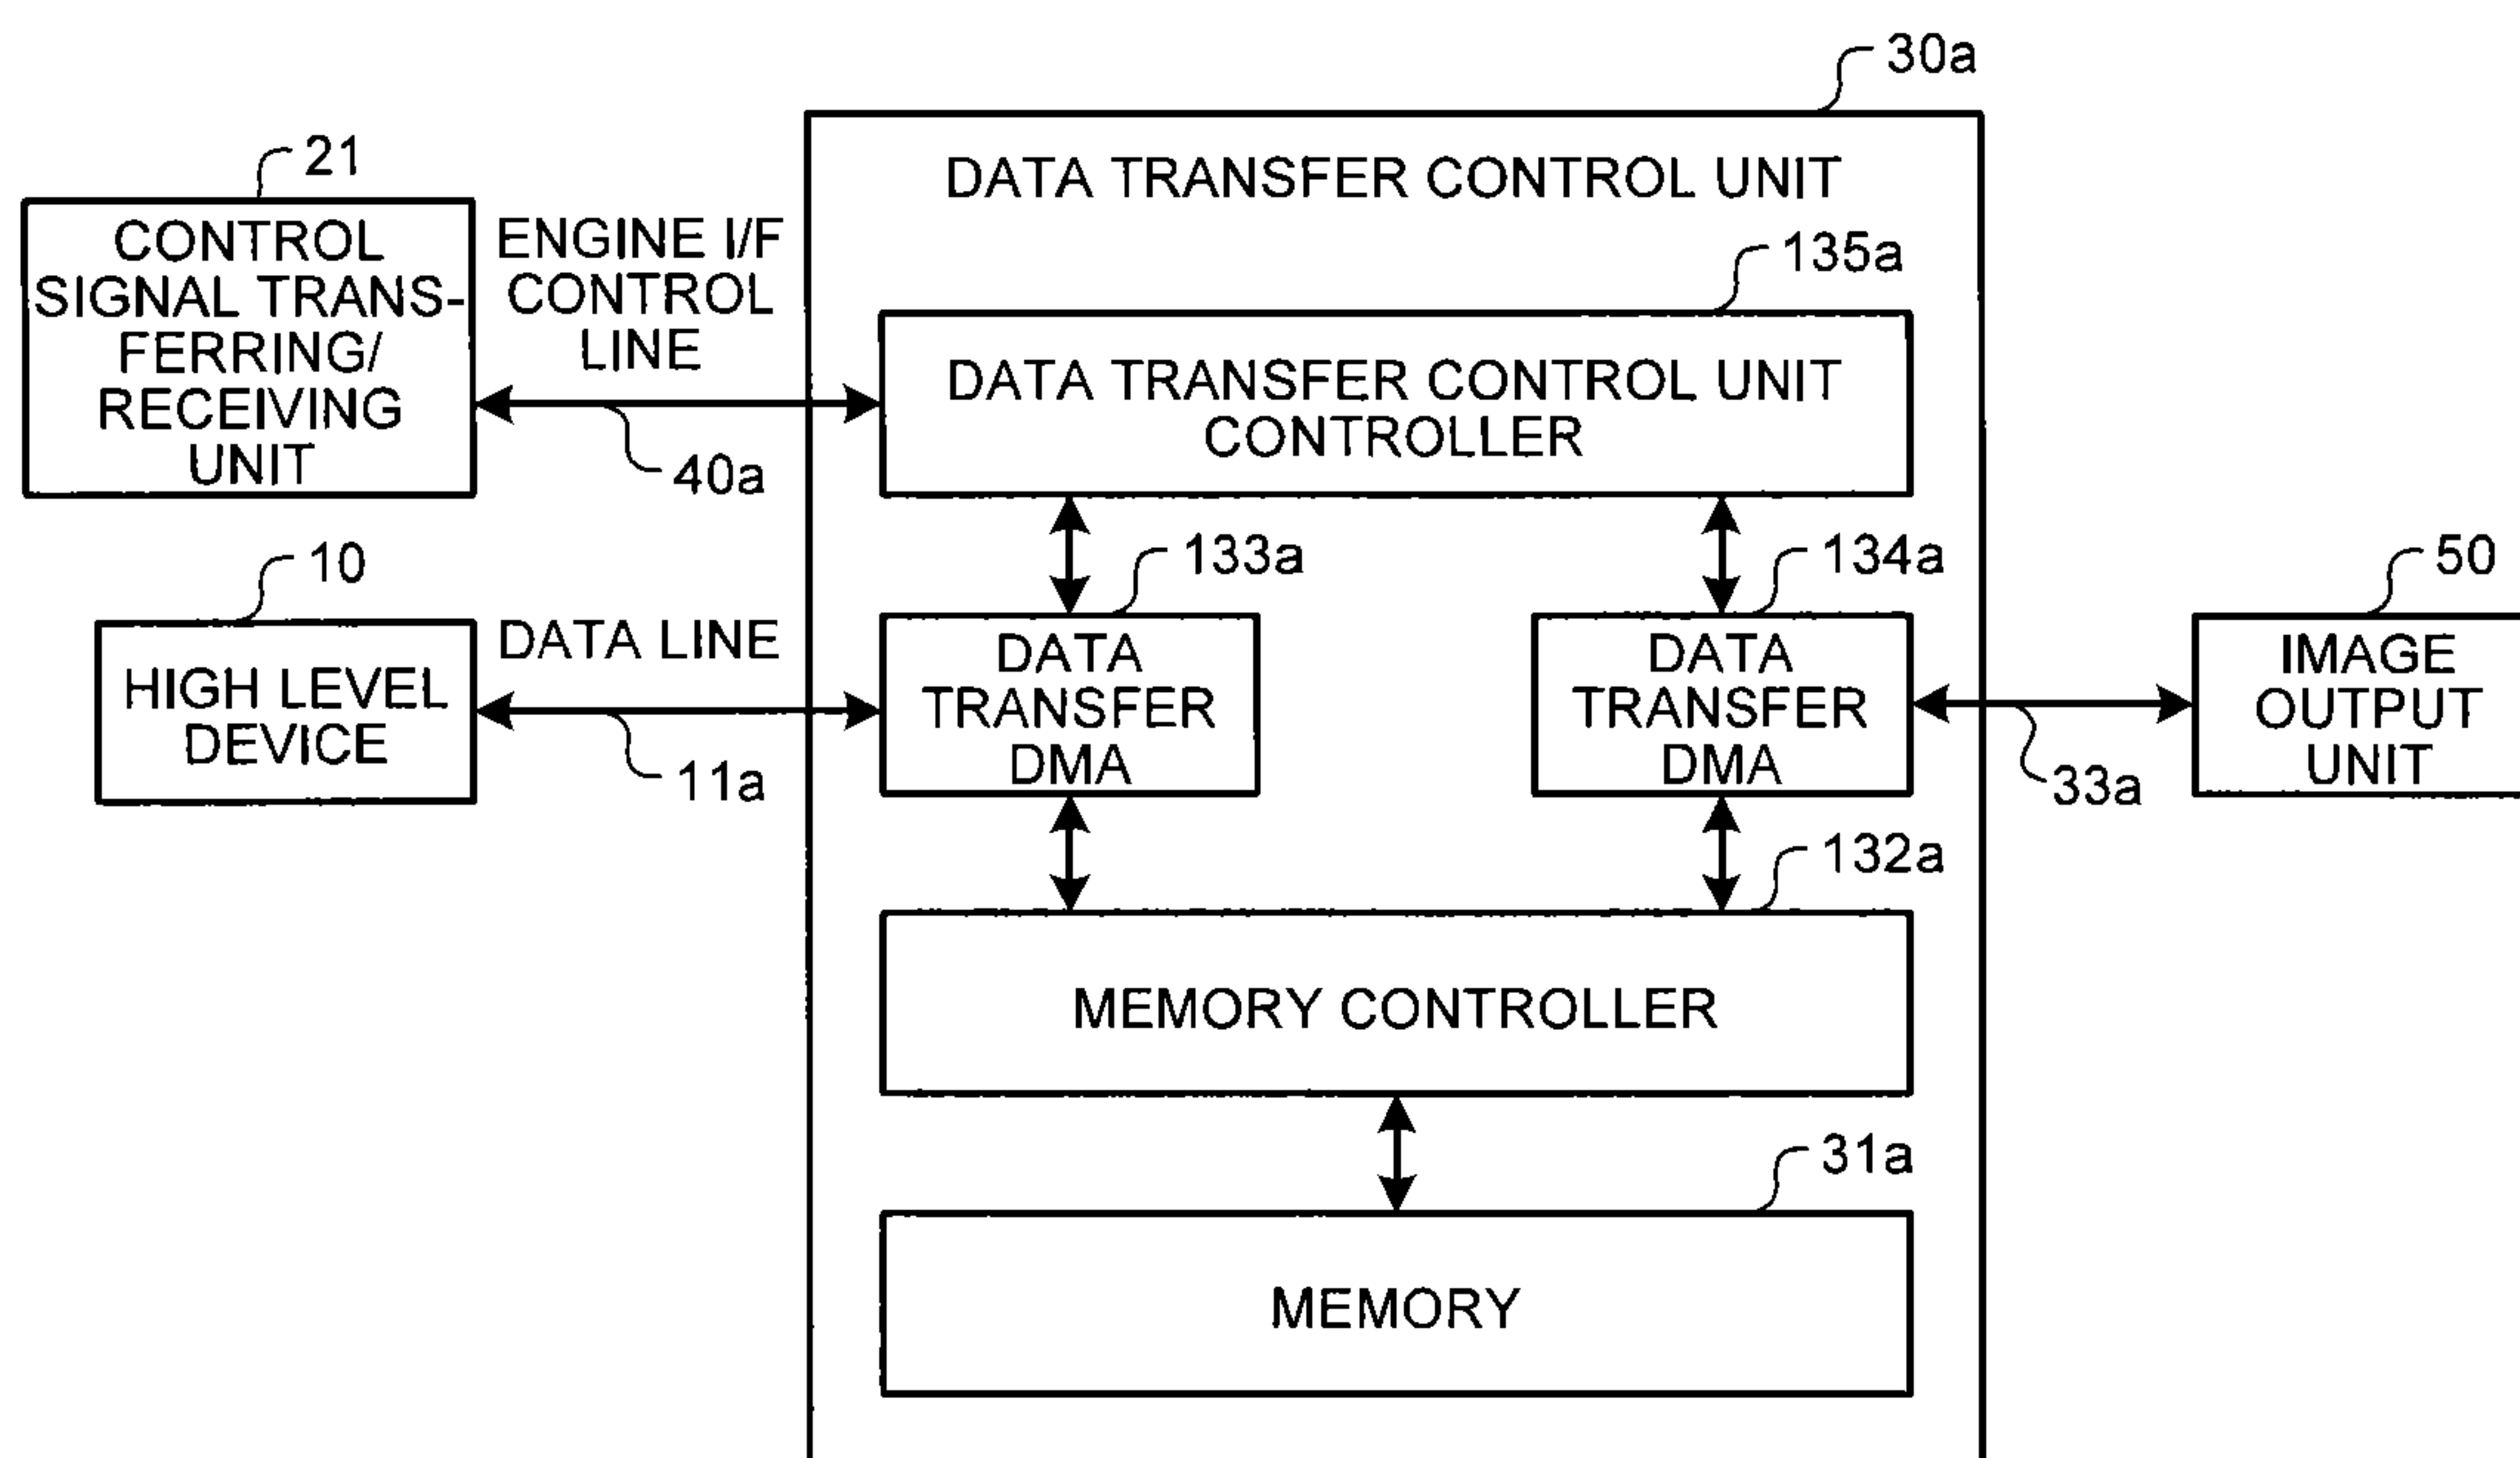 30a
21
DATA TRANSFER CONTROL UNIT
CONTROL
SIGNAL TRANS-
FERRING/
RECEIVING
UNIT
ENGINE I/F
CONTROL
LINE
40a
135a
DATA TRANSFER CONTROL UNIT
CONTROLLER
10
HIGH LEVEL
DEVICE
DATA LINE
11a
133a
DATA
TRANSFER
DMA
134a
DATA
TRANSFER
DMA
33a
50
IMAGE
OUTPUT
UNIT
132a
MEMORY CONTROLLER
31a
MEMORY